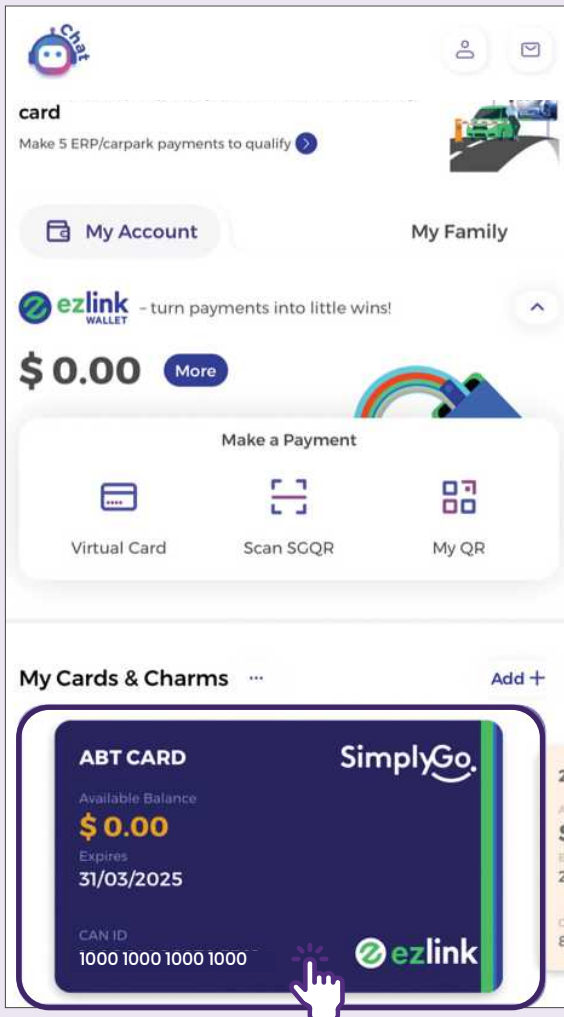 Chat
card
Make 5 ERP/carpark payments to qualify
My Account
My Family
ezlink
WALLET
– turn payments into little wins!
$ 0.00
More
Make a Payment
Virtual Card
Scan SGQR
My QR
My Cards & Charms ...
Add +
ABT CARD
SimplyGo.
Available Balance
$ 0.00
Expires
31/03/2025
CAN ID
1000 1000 1000 1000
ezlink